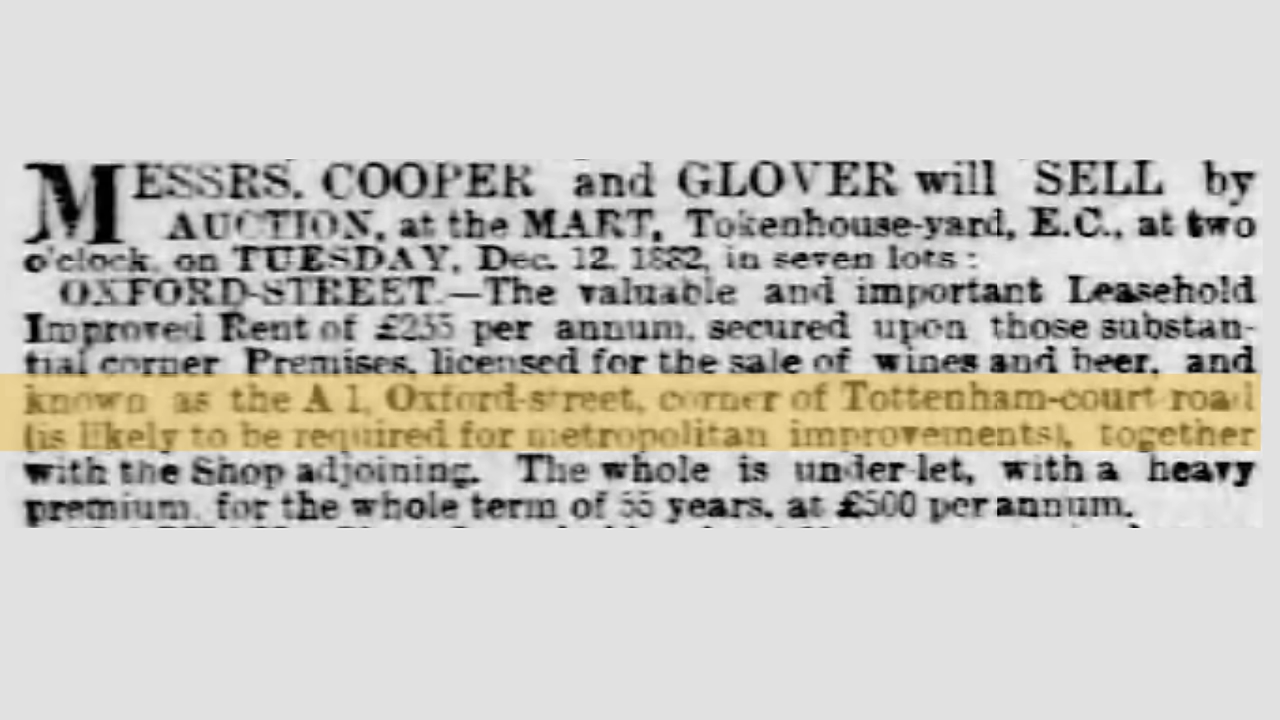 MESSRS. COOPER and GLOVER will SELL by
AUCTION, at the MART, Tokenhouse-yard, E.C., at two
o'clock, on TUESDAY, Dec. 12, 1882, in seven lots:
OXFORD-STREET.—The valuable and important Leasehold
Improved Rent of £255 per annum, secured upon those substan-
tial corner Premises, licensed for the sale of wines and beer, and
known as the A 1, Oxford-street, corner of Tottenham-court road
(is likely to be required for metropolitan improvements), together
with the Shop adjoining. The whole is under-let, with a heavy
premium, for the whole term of 55 years, at £500 per annum.